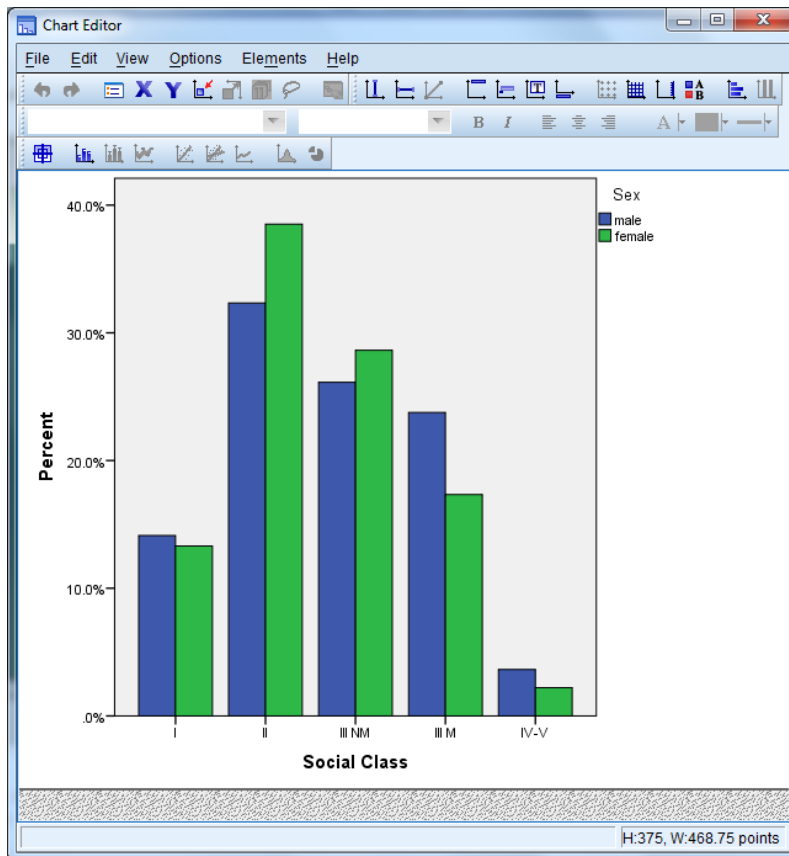 Chart Editor
File Edit View Options Elements Help
X Y
B I A
40.0%
30.0%
20.0%
10.0%
.0%
Percent
I II III NM III M IV-V
Social Class
Sex
male
female
H:375, W:468.75 points